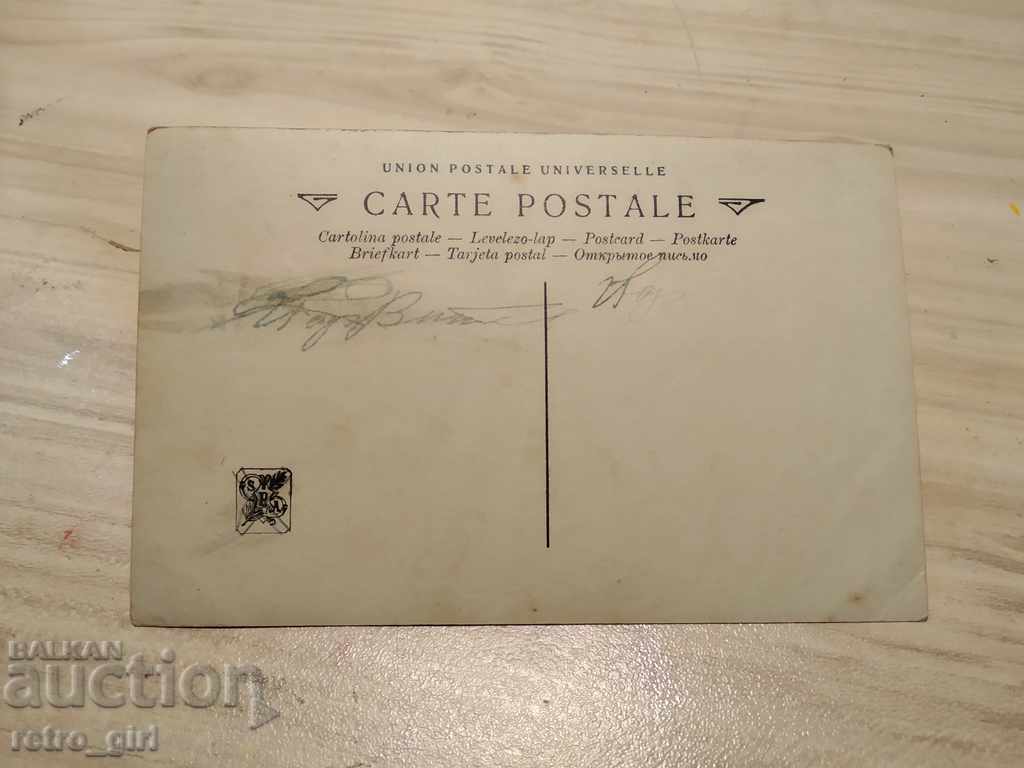 UNION POSTALE UNIVERSELLE
CARTE POSTALE
Cartolina postale — Levelezo-lap — Postcard — Postkarte
Briefkart — Tarjeta postal — Открытое письмо
BALKAN
auction
retro_girl